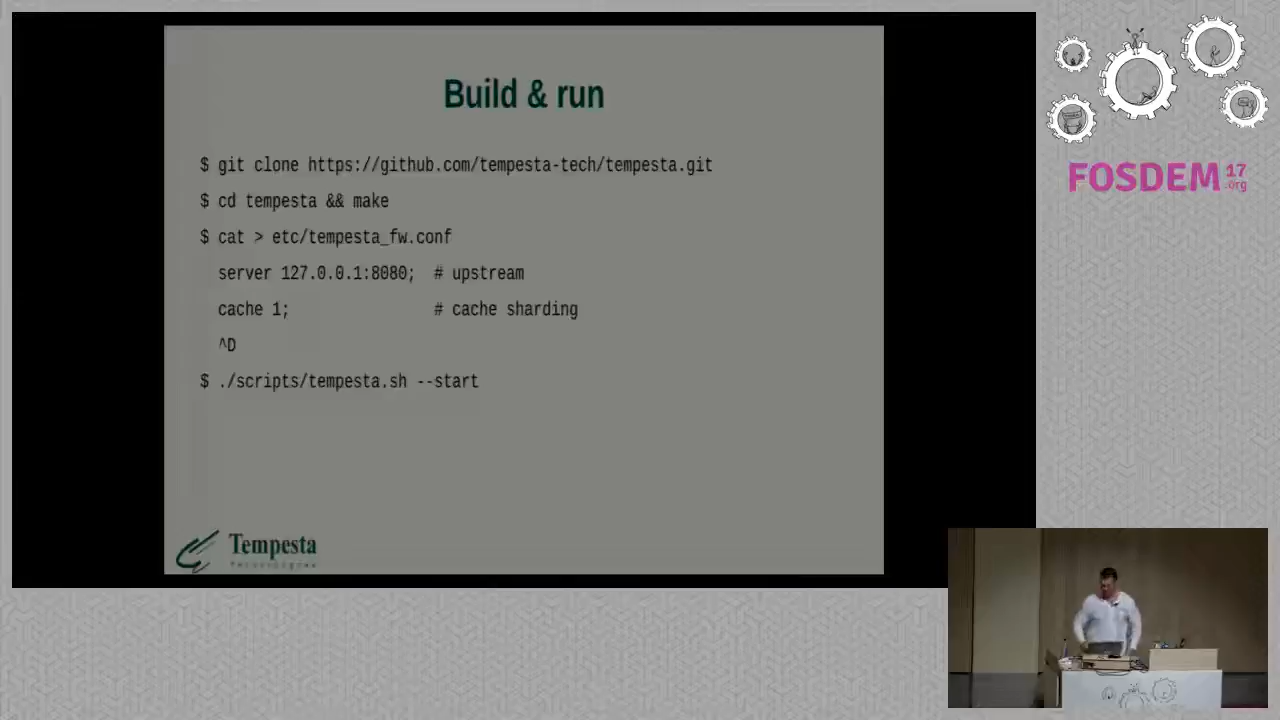 Build & run
$ git clone https://github.com/tempesta-tech/tempesta.git
$ cd tempesta && make
$ cat > etc/tempesta_fw.conf
server 127.0.0.1:8080;  # upstream
cache 1;                # cache sharding
^D
$ ./scripts/tempesta.sh --start
Tempesta
FOSDEM 17
.org